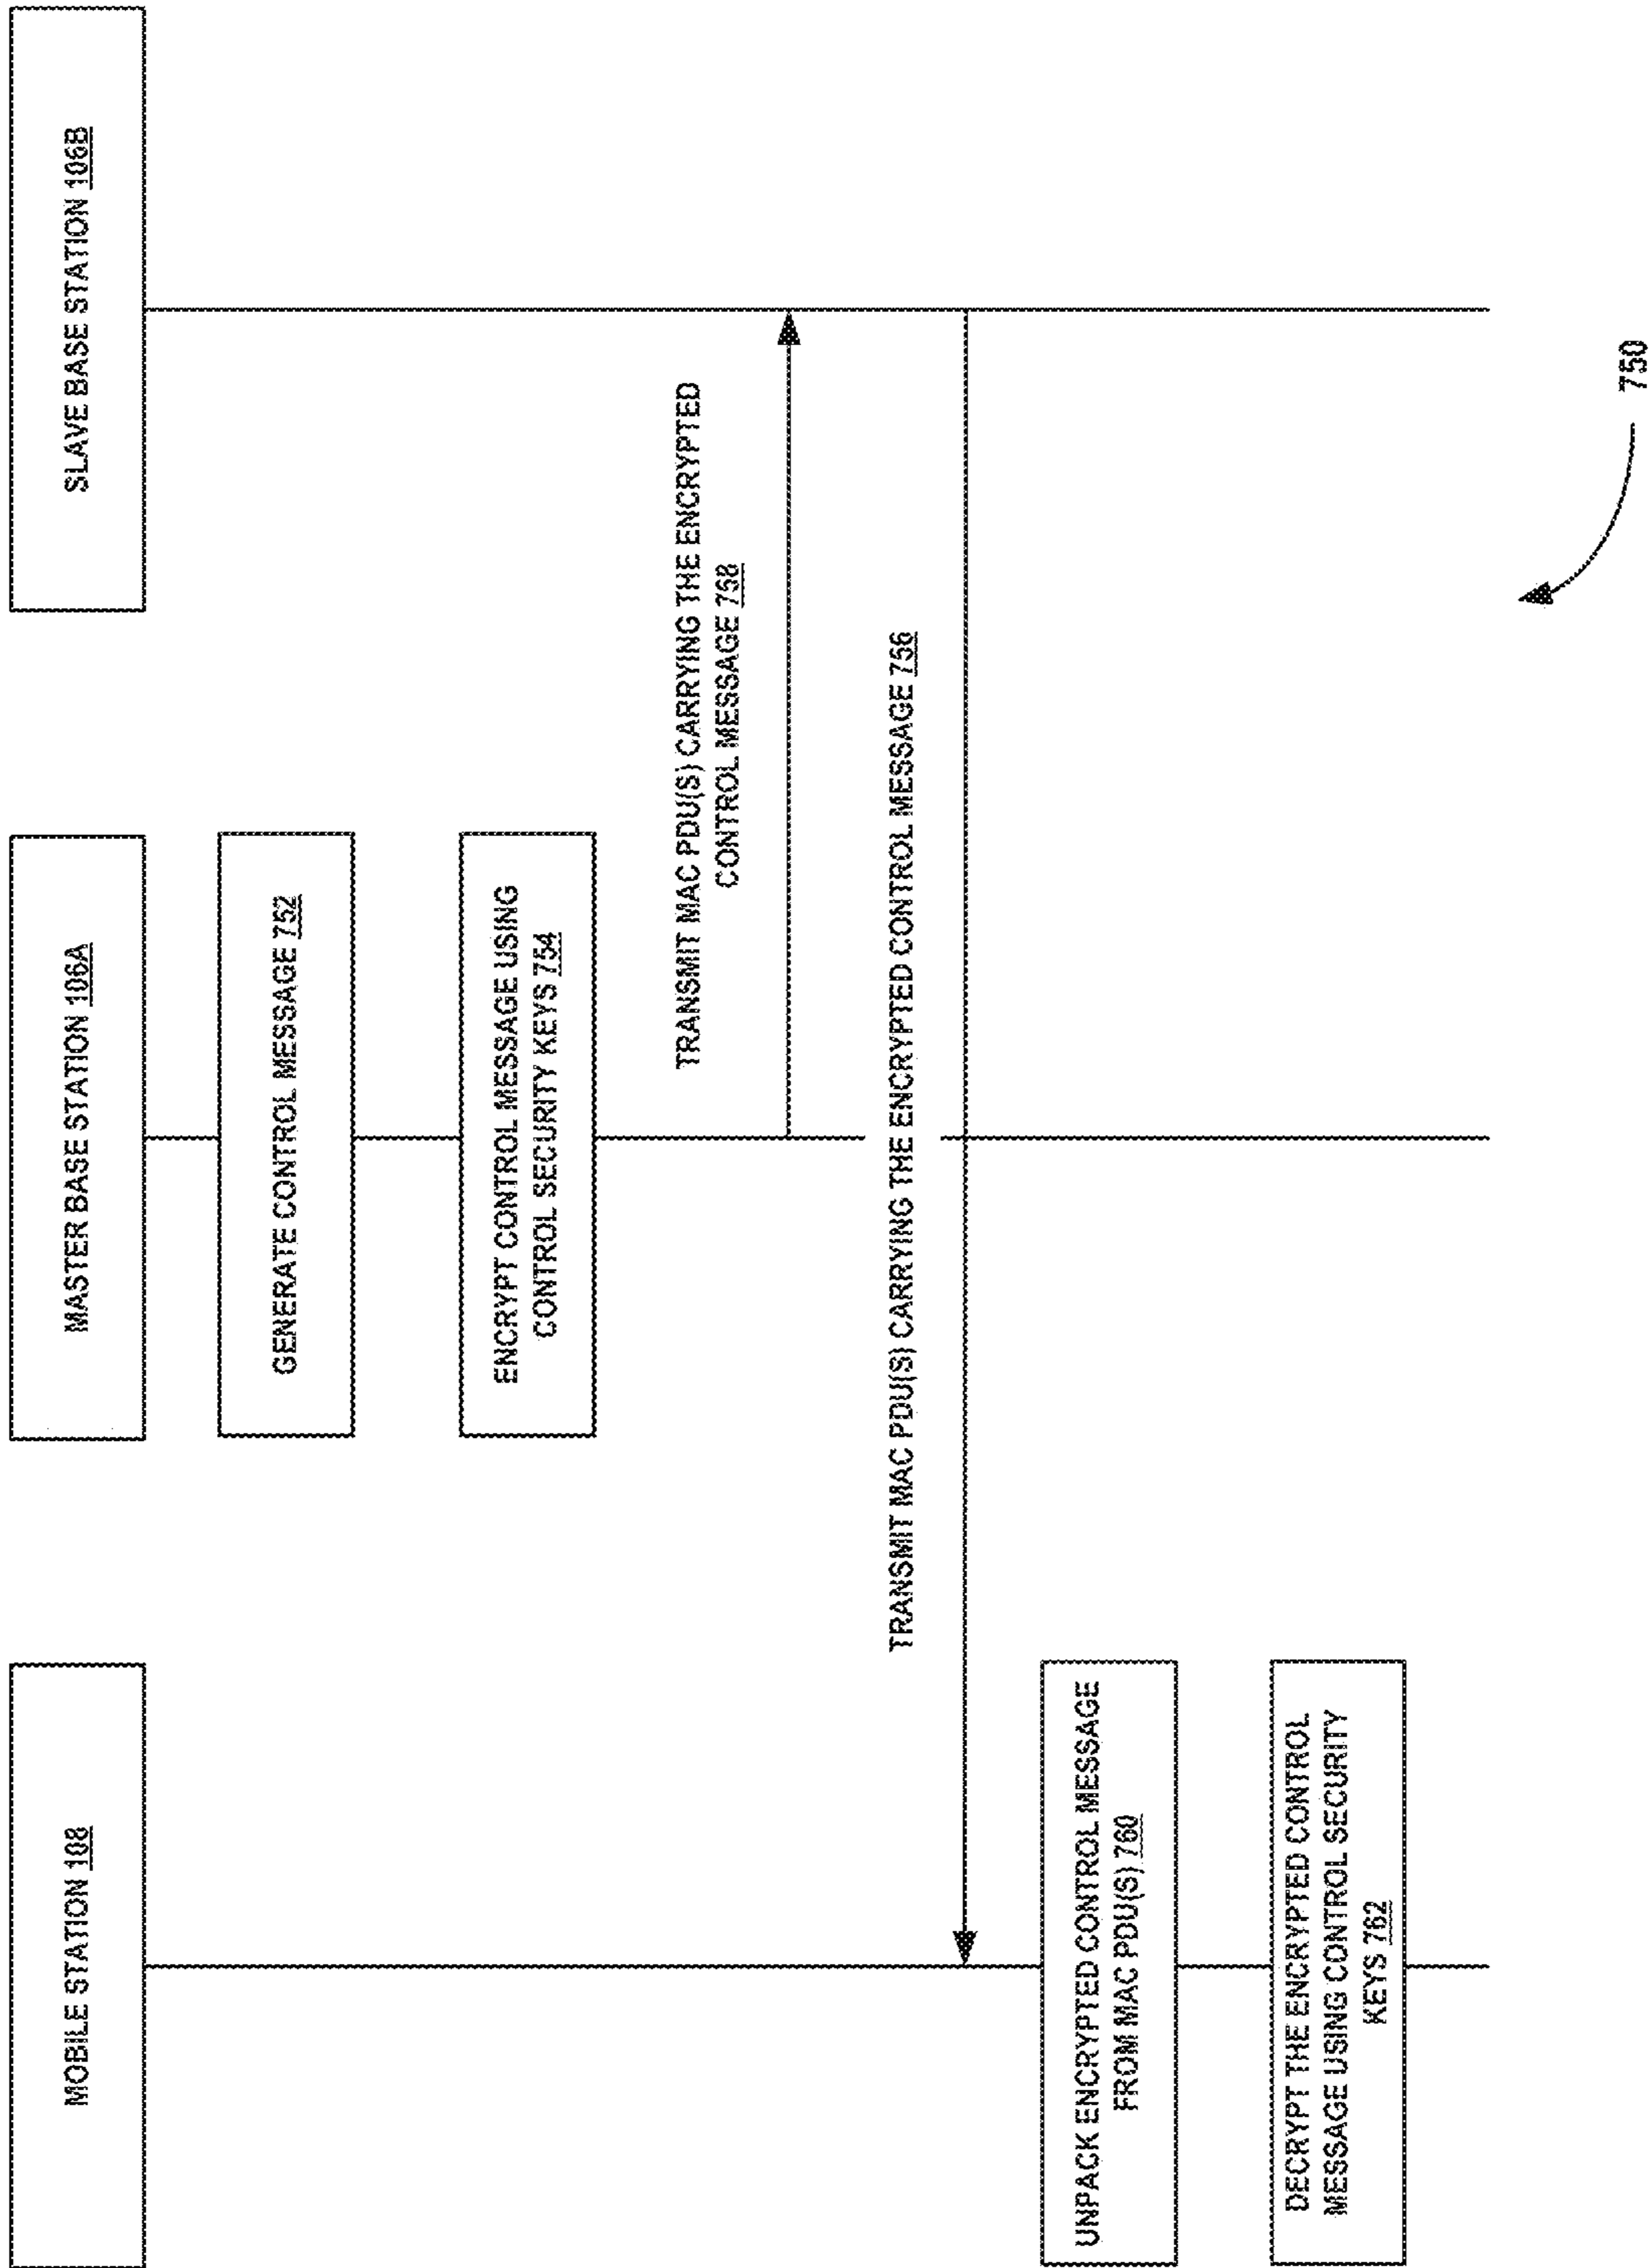 MOBILE STATION 108
MASTER BASE STATION 106A
SLAVE BASE STATION 106B
GENERATE CONTROL MESSAGE 752
ENCRYPT CONTROL MESSAGE USING
CONTROL SECURITY KEYS 754
TRANSMIT MAC PDU(S) CARRYING THE ENCRYPTED
CONTROL MESSAGE 758
TRANSMIT MAC PDU(S) CARRYING THE ENCRYPTED CONTROL MESSAGE 756
UNPACK ENCRYPTED CONTROL MESSAGE
FROM MAC PDU(S) 760
DECRYPT THE ENCRYPTED CONTROL
MESSAGE USING CONTROL SECURITY
KEYS 762
750